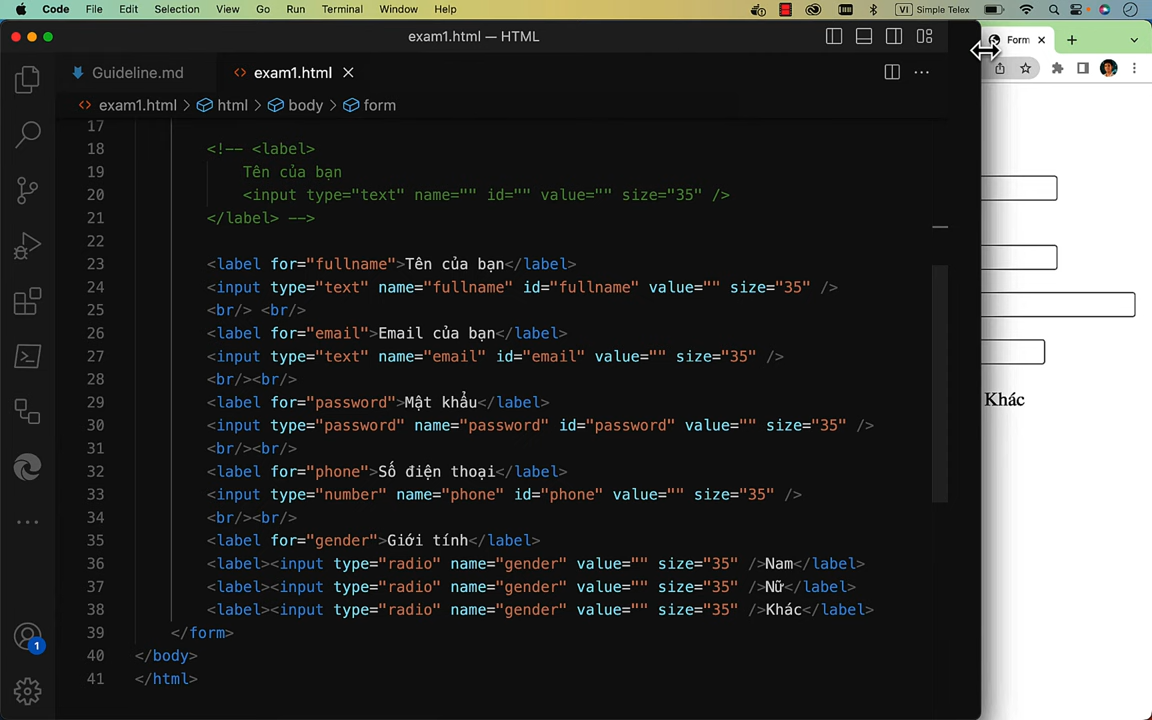 Code File Edit Selection View Go Run Terminal Window Help VI Simple Telex
exam1.html — HTML
Form
Guideline.md <> exam1.html
<> exam1.html > html > body > form
17
18 <!-- <label>
19 Tên của bạn
20 <input type="text" name="" id="" value="" size="35" />
21 </label> -->
22
23 <label for="fullname">Tên của bạn</label>
24 <input type="text" name="fullname" id="fullname" value="" size="35" />
25 <br/> <br/>
26 <label for="email">Email của bạn</label>
27 <input type="text" name="email" id="email" value="" size="35" />
28 <br/><br/>
29 <label for="password">Mật khẩu</label>
30 <input type="password" name="password" id="password" value="" size="35" />
31 <br/><br/>
32 <label for="phone">Số điện thoại</label>
33 <input type="number" name="phone" id="phone" value="" size="35" />
34 <br/><br/>
35 <label for="gender">Giới tính</label>
36 <label><input type="radio" name="gender" value="" size="35" />Nam</label>
37 <label><input type="radio" name="gender" value="" size="35" />Nữ</label>
38 <label><input type="radio" name="gender" value="" size="35" />Khác</label>
39 </form>
40 </body>
41 </html>
Khác
1